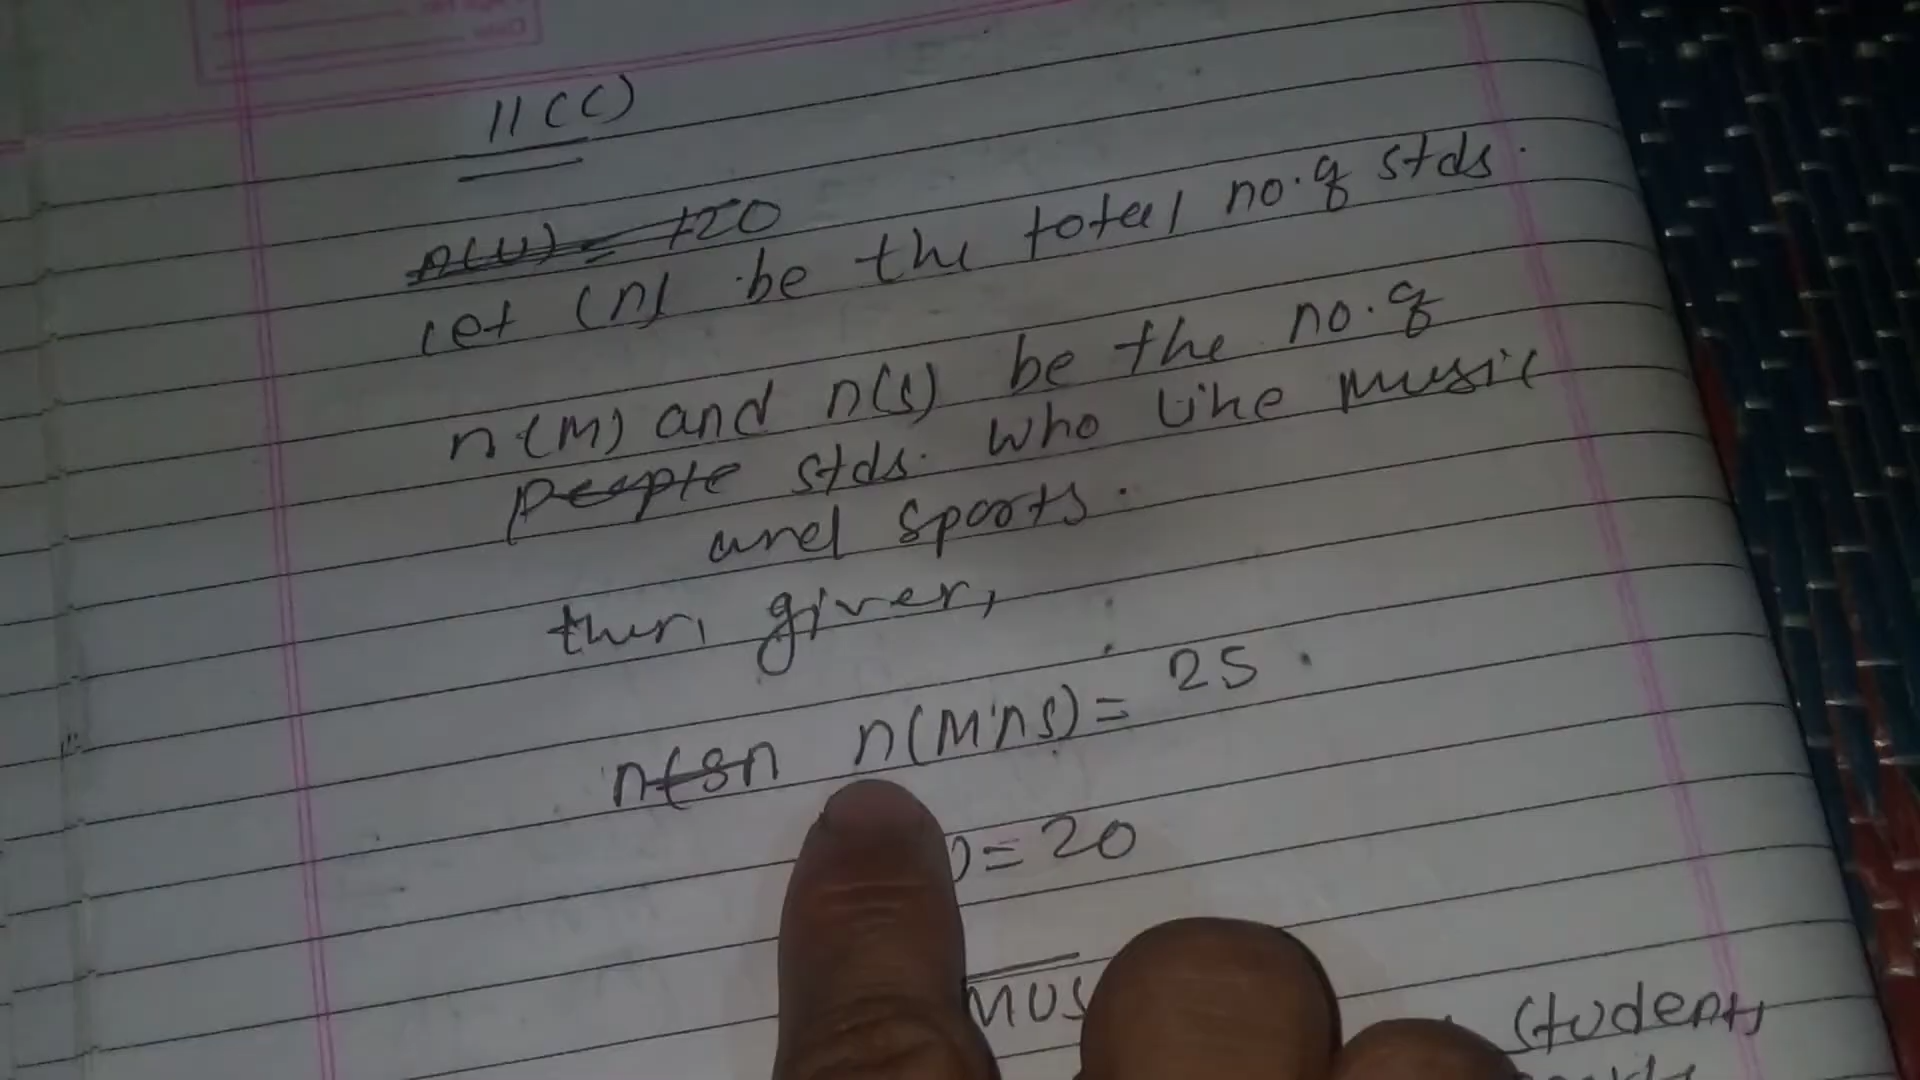 11(C)
n(U) = 120
Let (n) be the total no. of stds.
n(M) and n(S) be the no. of
people stds. who like music
and sports.
then, given,
n(Sn n(M∩S) = 25.
) = 20
MUS
students